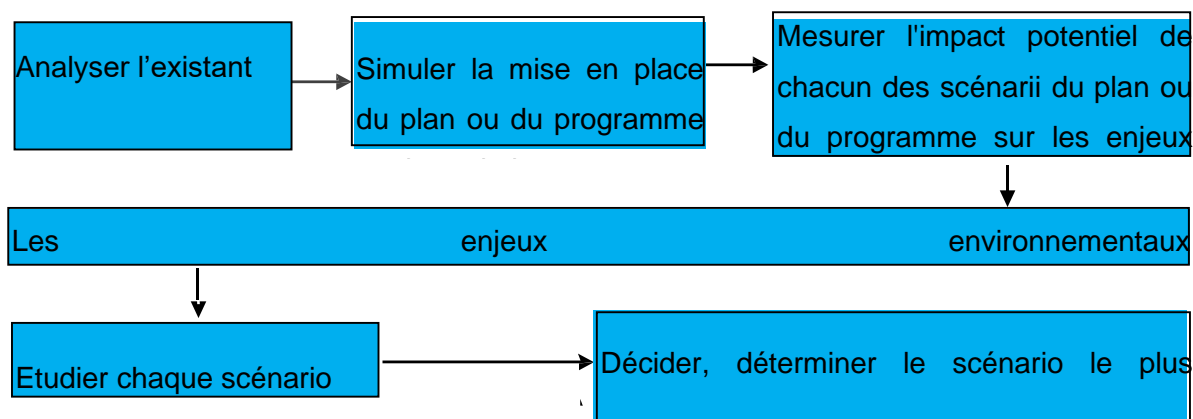 Analyser l’existant
Simuler la mise en place
du plan ou du programme
Mesurer l'impact potentiel de
chacun des scénarii du plan ou
du programme sur les enjeux
Les enjeux environnementaux
Etudier chaque scénario
Décider, déterminer le scénario le plus